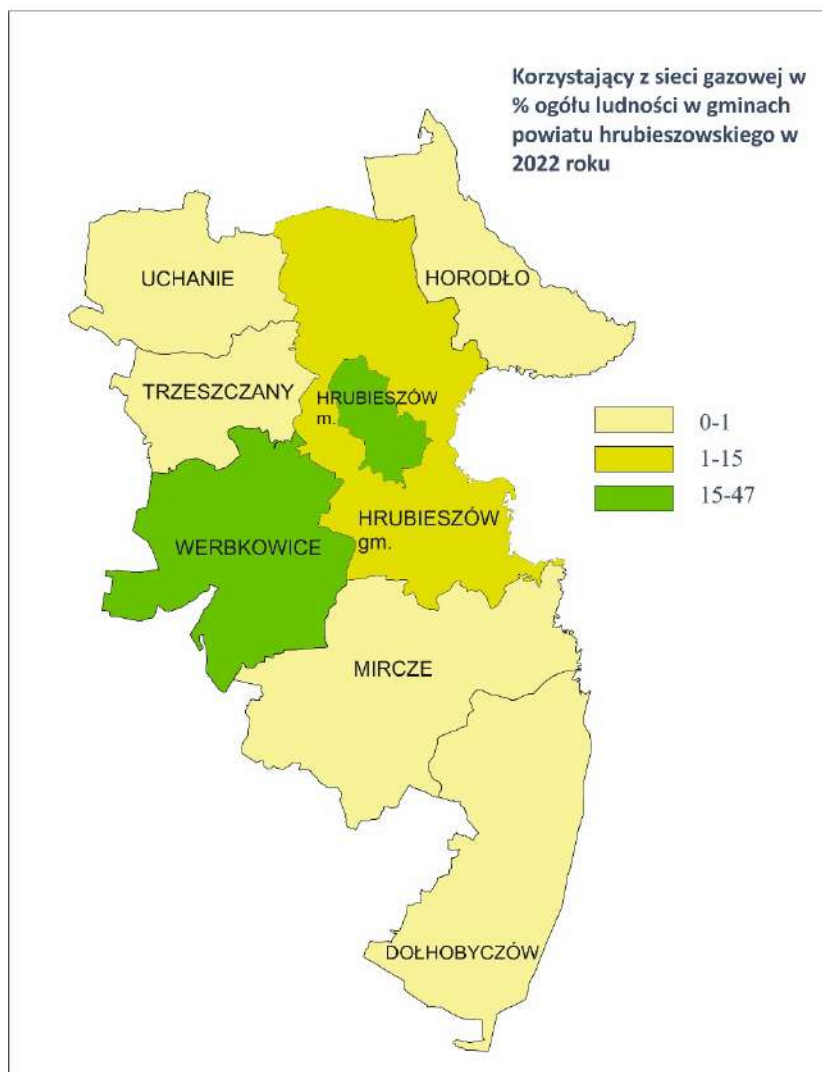 Korzystający z sieci gazowej w
% ogółu ludności w gminach
powiatu hrubieszowskiego w
2022 roku
UCHANIE
HORODŁO
TRZESZCZANY
HRUBIESZÓW
m.
0-1
1-15
15-47
HRUBIESZÓW
gm.
WERBKOWICE
MIRCZE
DOŁHOBYCZÓW